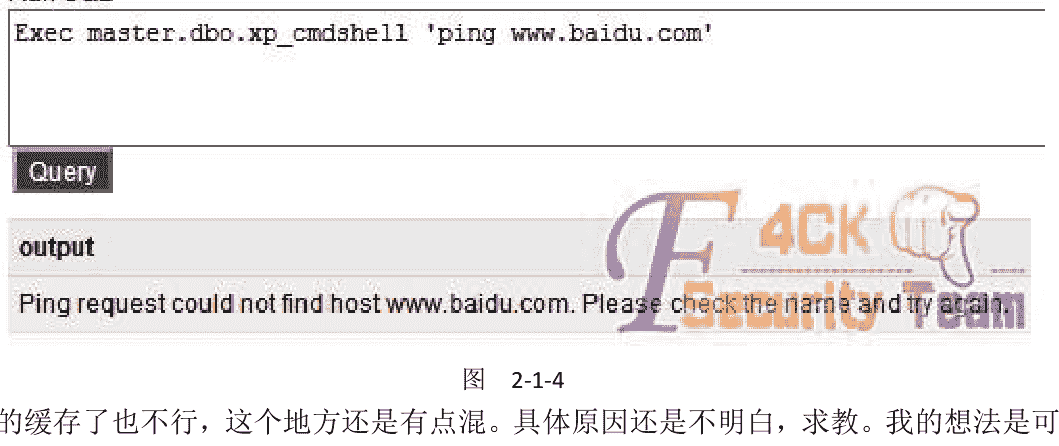 Exec master.dbo.xp_cmdshell 'ping www.baidu.com'
Query
output
Ping request could not find host www.baidu.com. Please check the name and try again.
F4CK
Security Team
图 2-1-4
的缓存了也不行，这个地方还是有点混。具体原因还是不明白，求教。我的想法是可